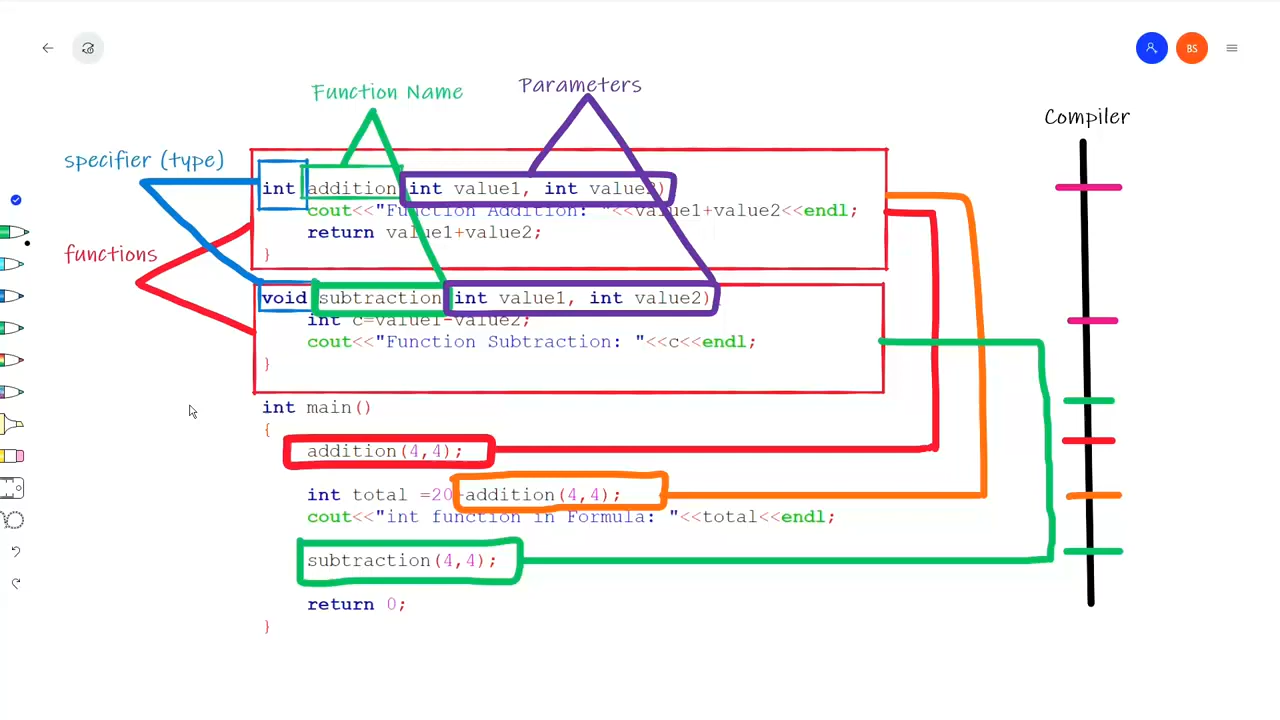 BS
Function Name
Parameters
Compiler
specifier (type)
functions
int addition(int value1, int value2)
cout<<"Function Addition: "<<value1+value2<<endl;
return value1+value2;
}
void subtraction(int value1, int value2)
int c=value1-value2;
cout<<"Function Subtraction: "<<c<<endl;
}
int main()
{
addition(4,4);
int total =20 addition(4,4);
cout<<"int function in Formula: "<<total<<endl;
subtraction(4,4);
return 0;
}